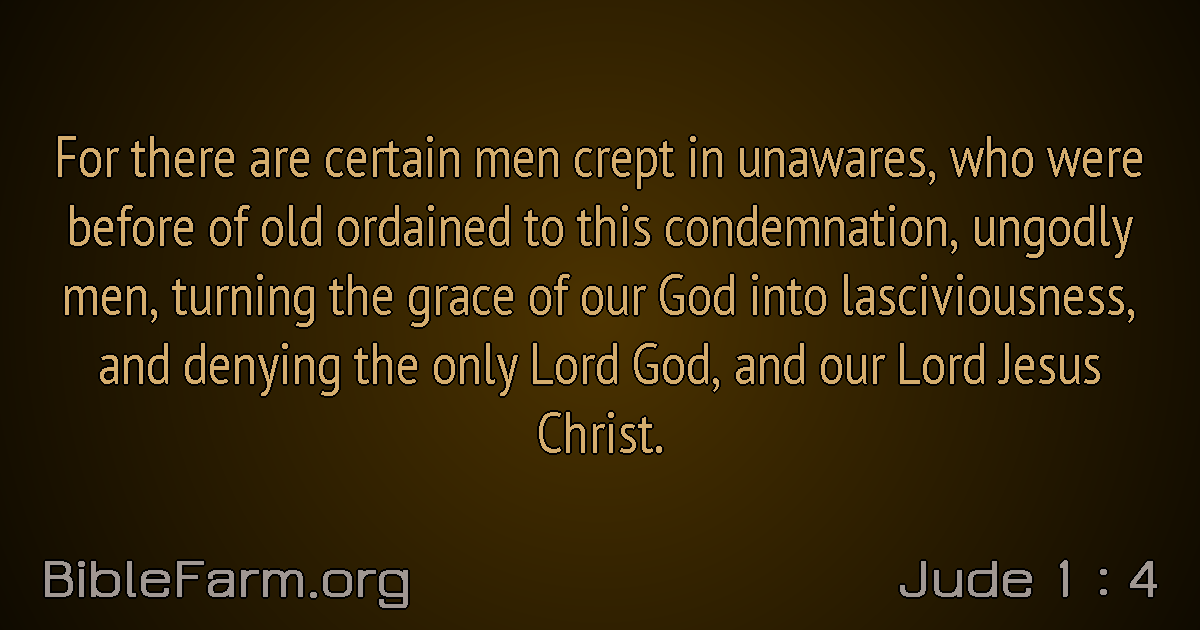 For there are certain men crept in unawares, who were
before of old ordained to this condemnation, ungodly
men, turning the grace of our God into lasciviousness,
and denying the only Lord God, and our Lord Jesus
Christ.
BibleFarm.org
Jude 1 : 4